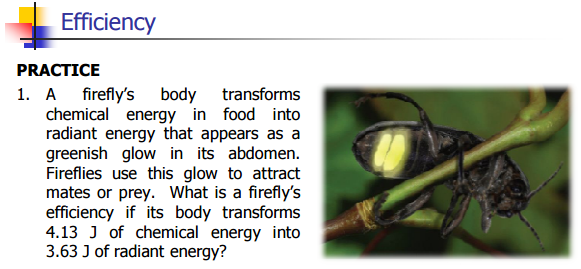 Efficiency
PRACTICE
1. A firefly's body transforms
chemical energy in food into
radiant energy that appears as a
greenish glow in its abdomen.
Fireflies use this glow to attract
mates or prey. What is a firefly's
efficiency if its body transforms
4.13 J of chemical energy into
3.63 J of radiant energy?